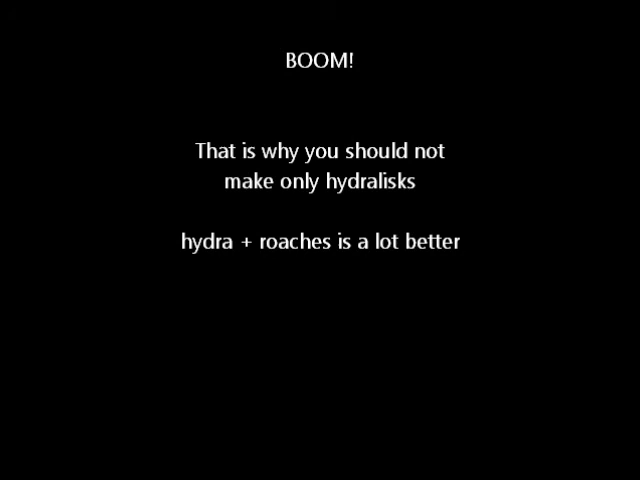 BOOM!
That is why you should not
make only hydralisks
hydra + roaches is a lot better